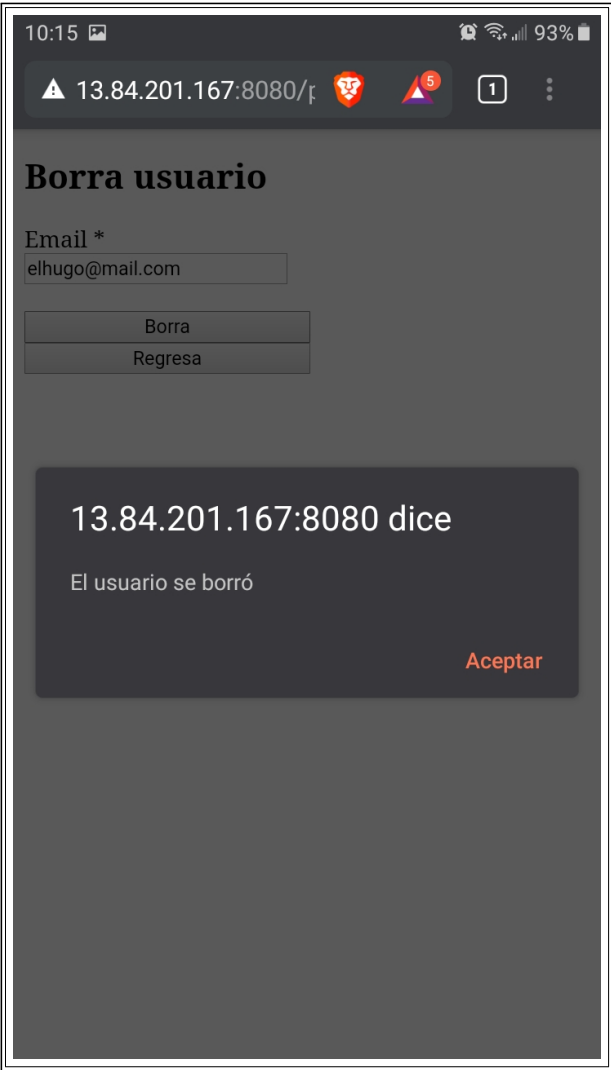 10:15 93%
13.84.201.167:8080/p 5 1
Borra usuario
Email *
elhugo@mail.com
Borra
Regresa
13.84.201.167:8080 dice
El usuario se borró
Aceptar